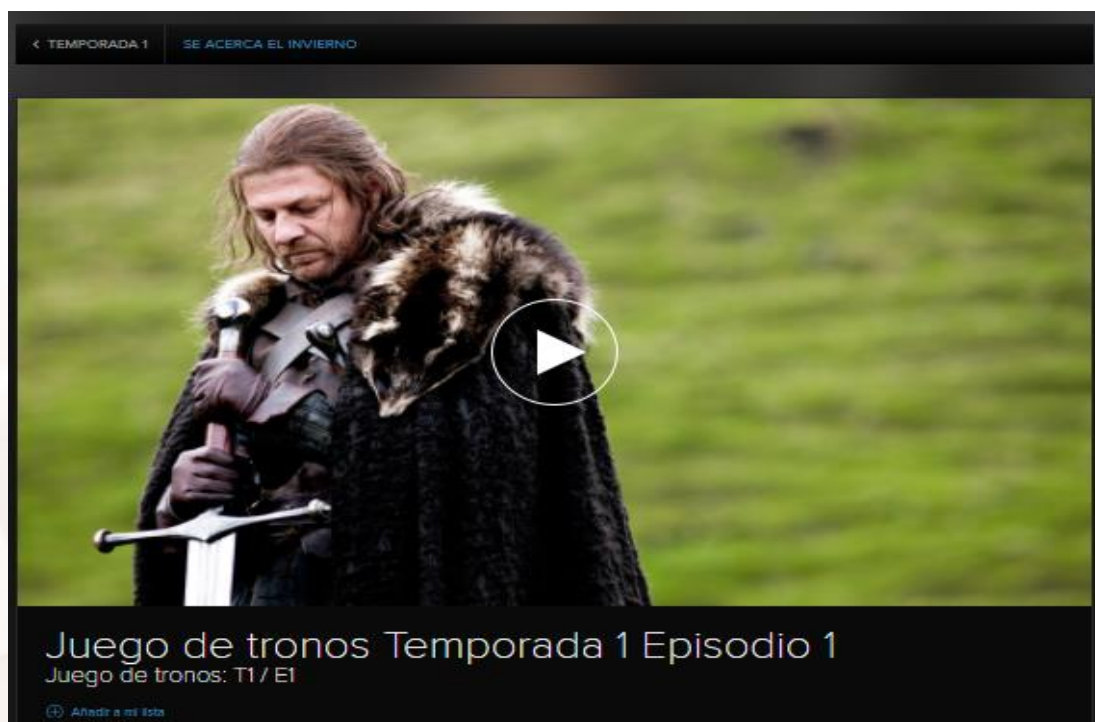 < TEMPORADA 1 SE ACERCA EL INVIERNO
Juego de tronos Temporada 1 Episodio 1
Juego de tronos: T1 / E1
Añadir a mi lista